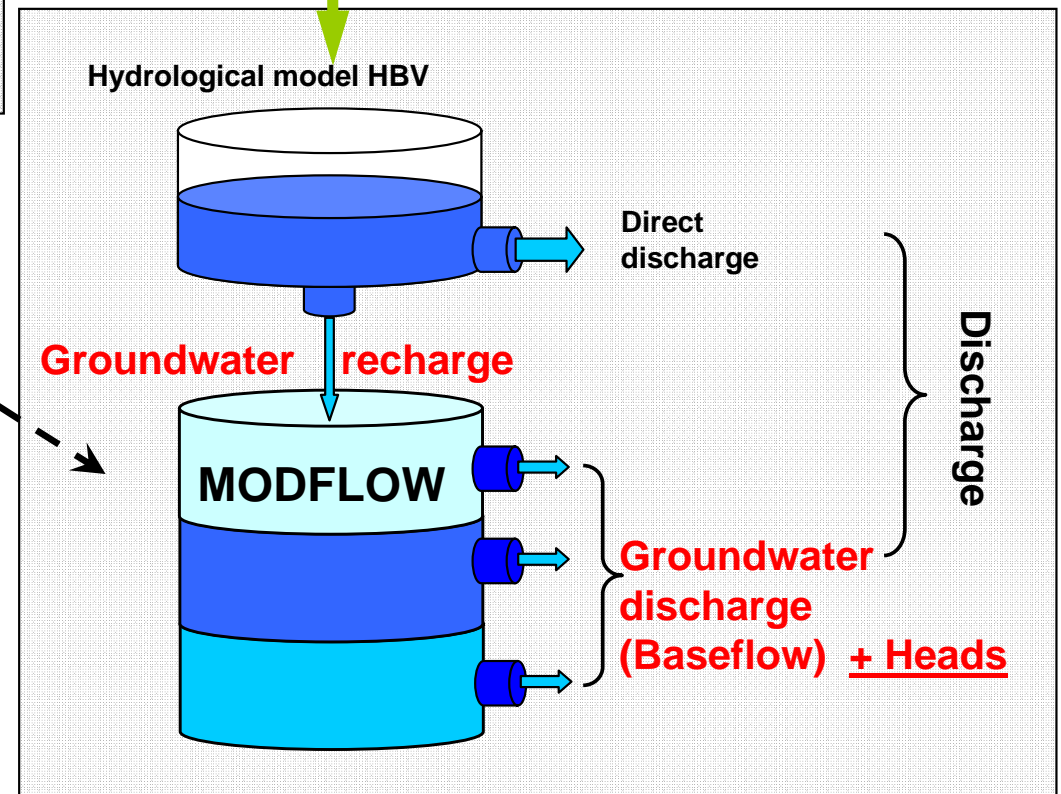 Hydrological model HBV
Direct
discharge
Discharge
Groundwater recharge
MODFLOW
Groundwater
discharge
(Baseflow) + Heads